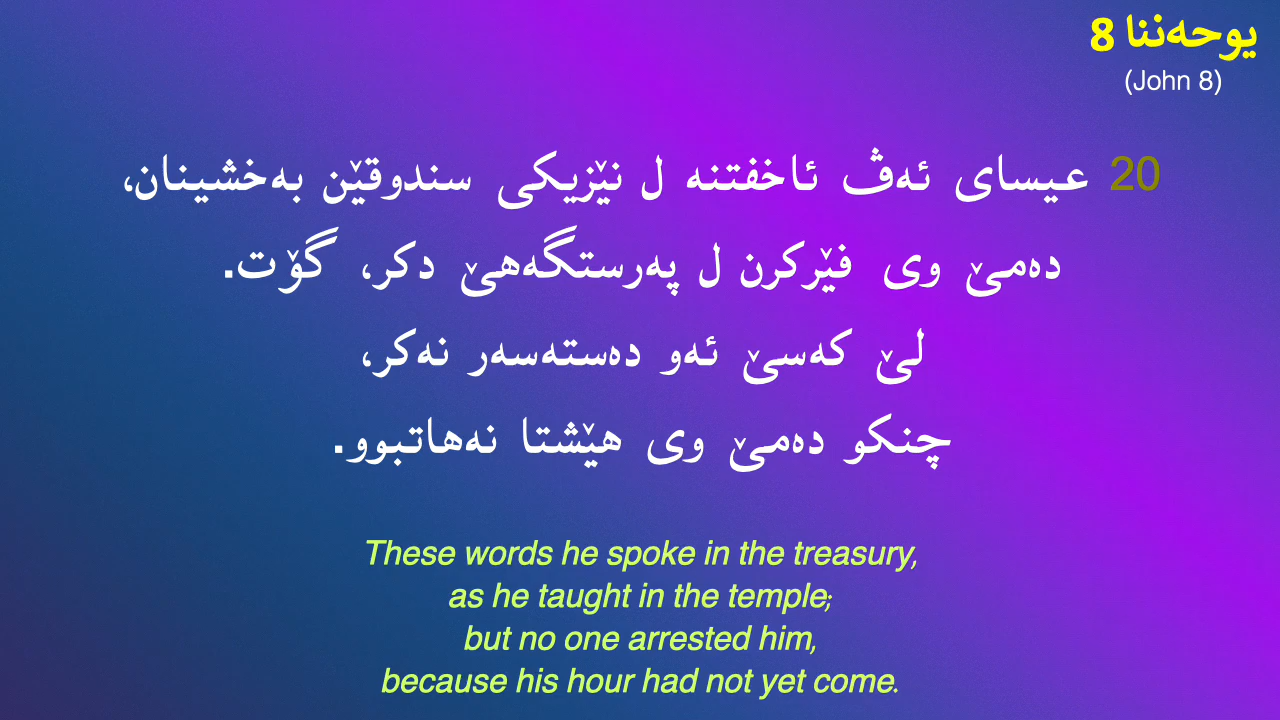 یوحەننا 8
(John 8)
20 عیسای ئەڤ ئاخفتنە ل نێزیکی سندوقێن بەخشینان،
دەمێ وی فێرکرن ل پەرستگەهێ دکر، گۆت.
لێ کەسێ ئەو دەستەسەر نەکر،
چنکو دەمێ وی هێشتا نەهاتبوو.
These words he spoke in the treasury,
as he taught in the temple;
but no one arrested him,
because his hour had not yet come.